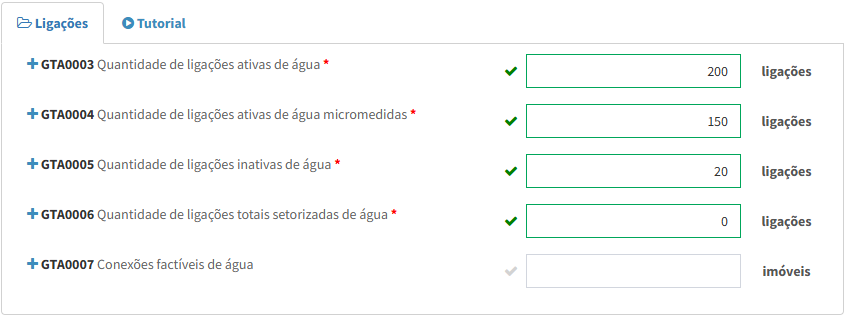 Ligações Tutorial
GTA0003 Quantidade de ligações ativas de água * 200 ligações
GTA0004 Quantidade de ligações ativas de água micromedidas * 150 ligações
GTA0005 Quantidade de ligações inativas de água * 20 ligações
GTA0006 Quantidade de ligações totais setorizadas de água * 0 ligações
GTA0007 Conexões factíveis de água imóveis